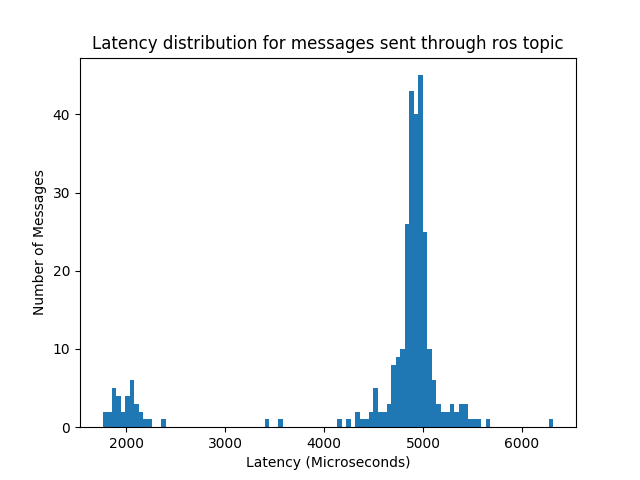 Latency distribution for messages sent through ros topic
40
30
20
10
0
Number of Messages
2000 3000 4000 5000 6000
Latency (Microseconds)